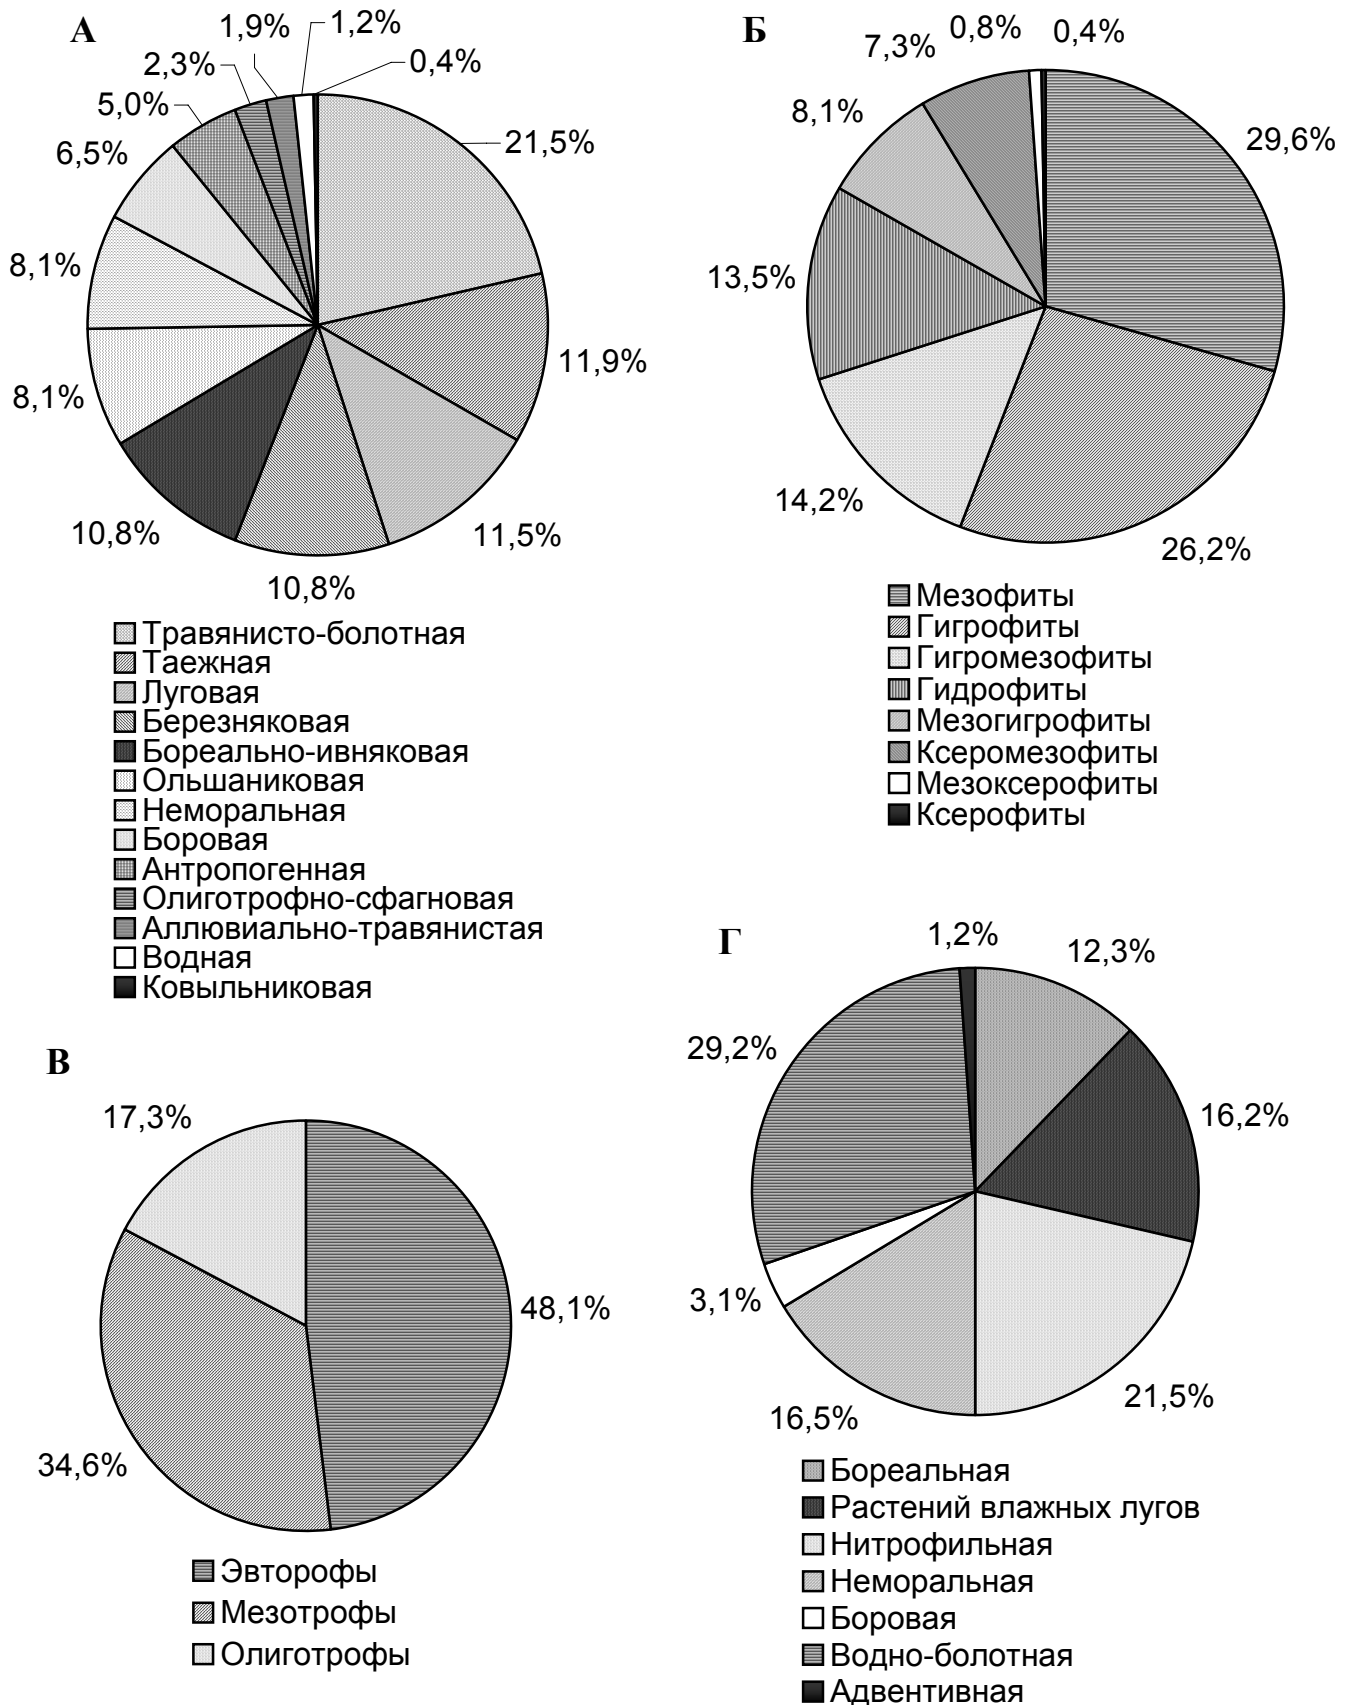 А
1,9%
1,2%
2,3%
0,4%
5,0%
21,5%
6,5%
8,1%
11,9%
8,1%
10,8%
11,5%
10,8%
Травянисто-болотная
Таежная
Луговая
Березняковая
Бореально-ивняковая
Ольшаниковая
Неморальная
Боровая
Антропогенная
Олиготрофно-сфагновая
Аллювиально-травянистая
Водная
Ковыльниковая
Б
7,3%
0,8%
0,4%
8,1%
29,6%
13,5%
14,2%
26,2%
Мезофиты
Гигрофиты
Гигромезофиты
Гидрофиты
Мезогигрофиты
Ксеромезофиты
Мезоксерофиты
Ксерофиты
В
17,3%
48,1%
34,6%
Эвторофы
Мезотрофы
Олиготрофы
Г
1,2%
12,3%
29,2%
16,2%
3,1%
21,5%
16,5%
Бореальная
Растений влажных лугов
Нитрофильная
Неморальная
Боровая
Водно-болотная
Адвентивная